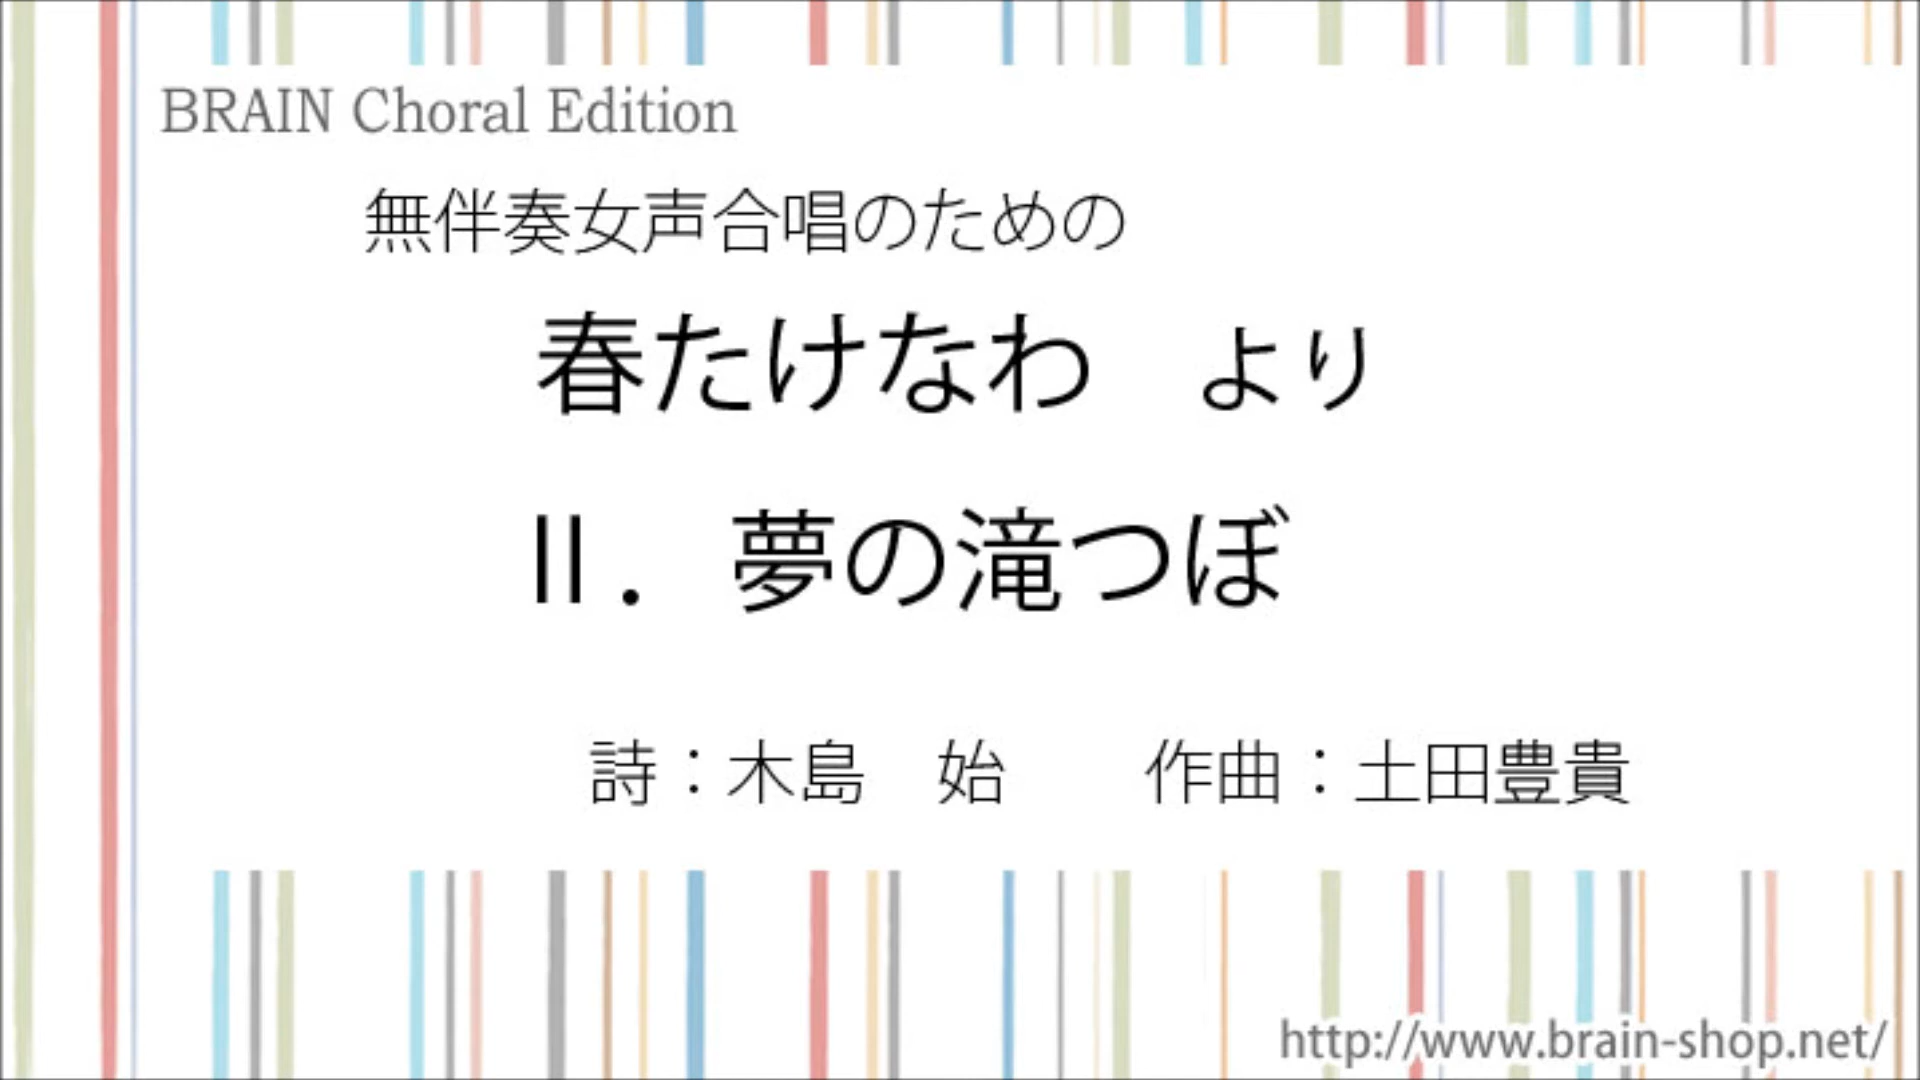 BRAIN Choral Edition
無伴奏女声合唱のための
春たけなわ　より
II．夢の滝つぼ
詩：木島　始　　作曲：土田豊貴
http://www.brain-shop.net/